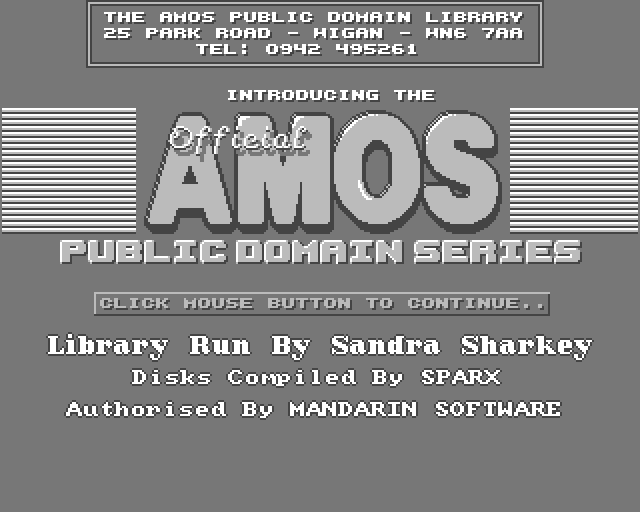 THE AMOS PUBLIC DOMAIN LIBRARY
25 PARK ROAD - WIGAN - WN6 7AA
TEL: 0942 495261
INTRODUCING THE
Official
AMOS
PUBLIC DOMAIN SERIES
CLICK MOUSE BUTTON TO CONTINUE..
Library Run By Sandra Sharkey
Disks Compiled By SPARX
Authorised By MANDARIN SOFTWARE